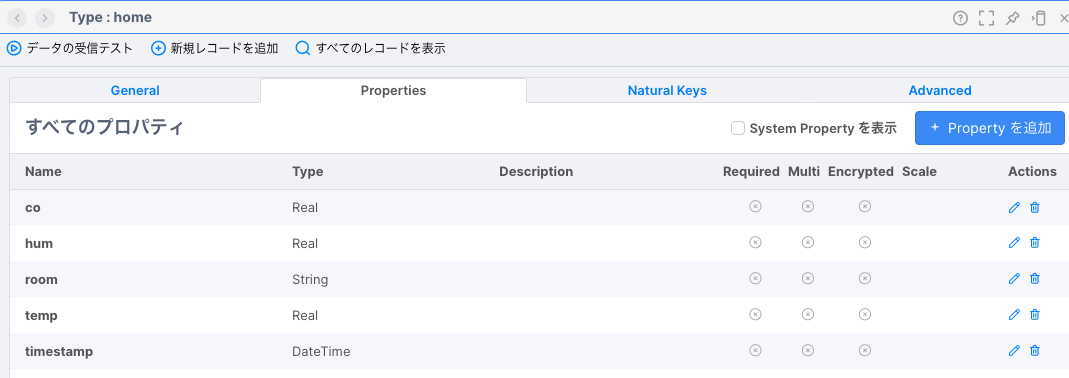 Type : home
データの受信テスト 新規レコードを追加 すべてのレコードを表示
General Properties Natural Keys Advanced
すべてのプロパティ System Property を表示 + Property を追加
Name Type Description Required Multi Encrypted Scale Actions
co Real
hum Real
room String
temp Real
timestamp DateTime